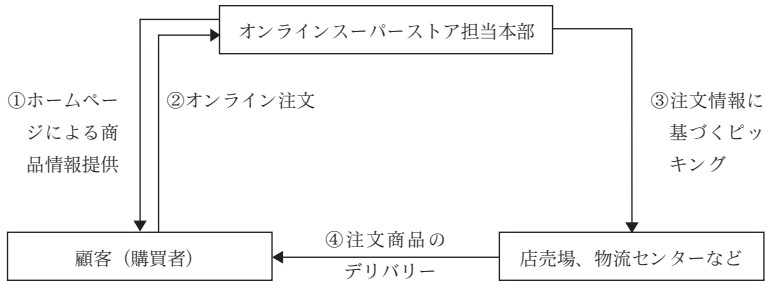 オンラインスーパーストア担当本部
①ホームペー
ジによる商
品情報提供
②オンライン注文
③注文情報に
基づくピッ
キング
顧客（購買者）
④注文商品の
デリバリー
店売場、物流センターなど